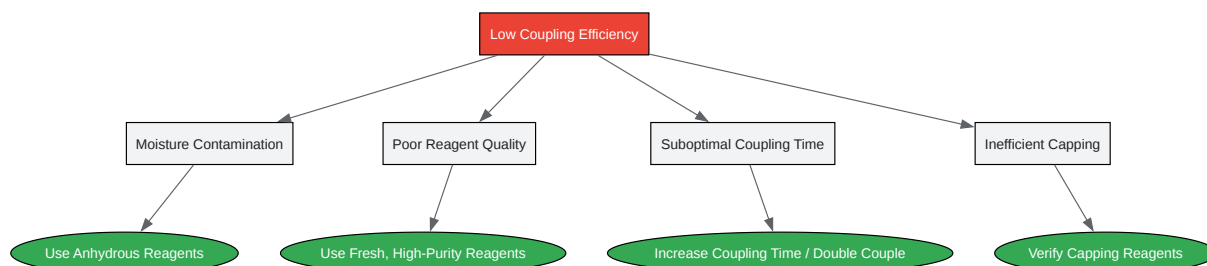 Low Coupling Efficiency
Moisture Contamination
Poor Reagent Quality
Suboptimal Coupling Time
Inefficient Capping
Use Anhydrous Reagents
Use Fresh, High-Purity Reagents
Increase Coupling Time / Double Couple
Verify Capping Reagents